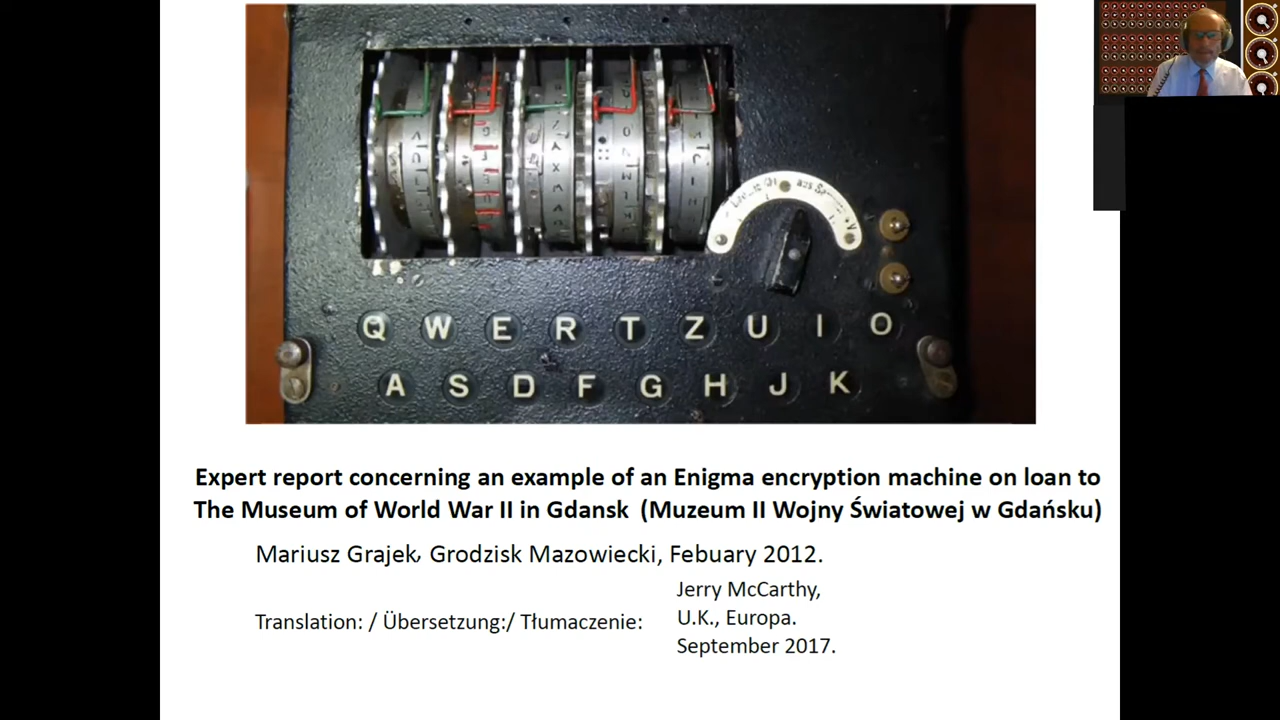 Q W E R T Z U I O
A S D F G H J K
Expert report concerning an example of an Enigma encryption machine on loan to
The Museum of World War II in Gdansk (Muzeum II Wojny Światowej w Gdańsku)
Mariusz Grajek, Grodzisk Mazowiecki, Febuary 2012.
Jerry McCarthy,
Translation: / Übersetzung:/ Tłumaczenie:
U.K., Europa.
September 2017.